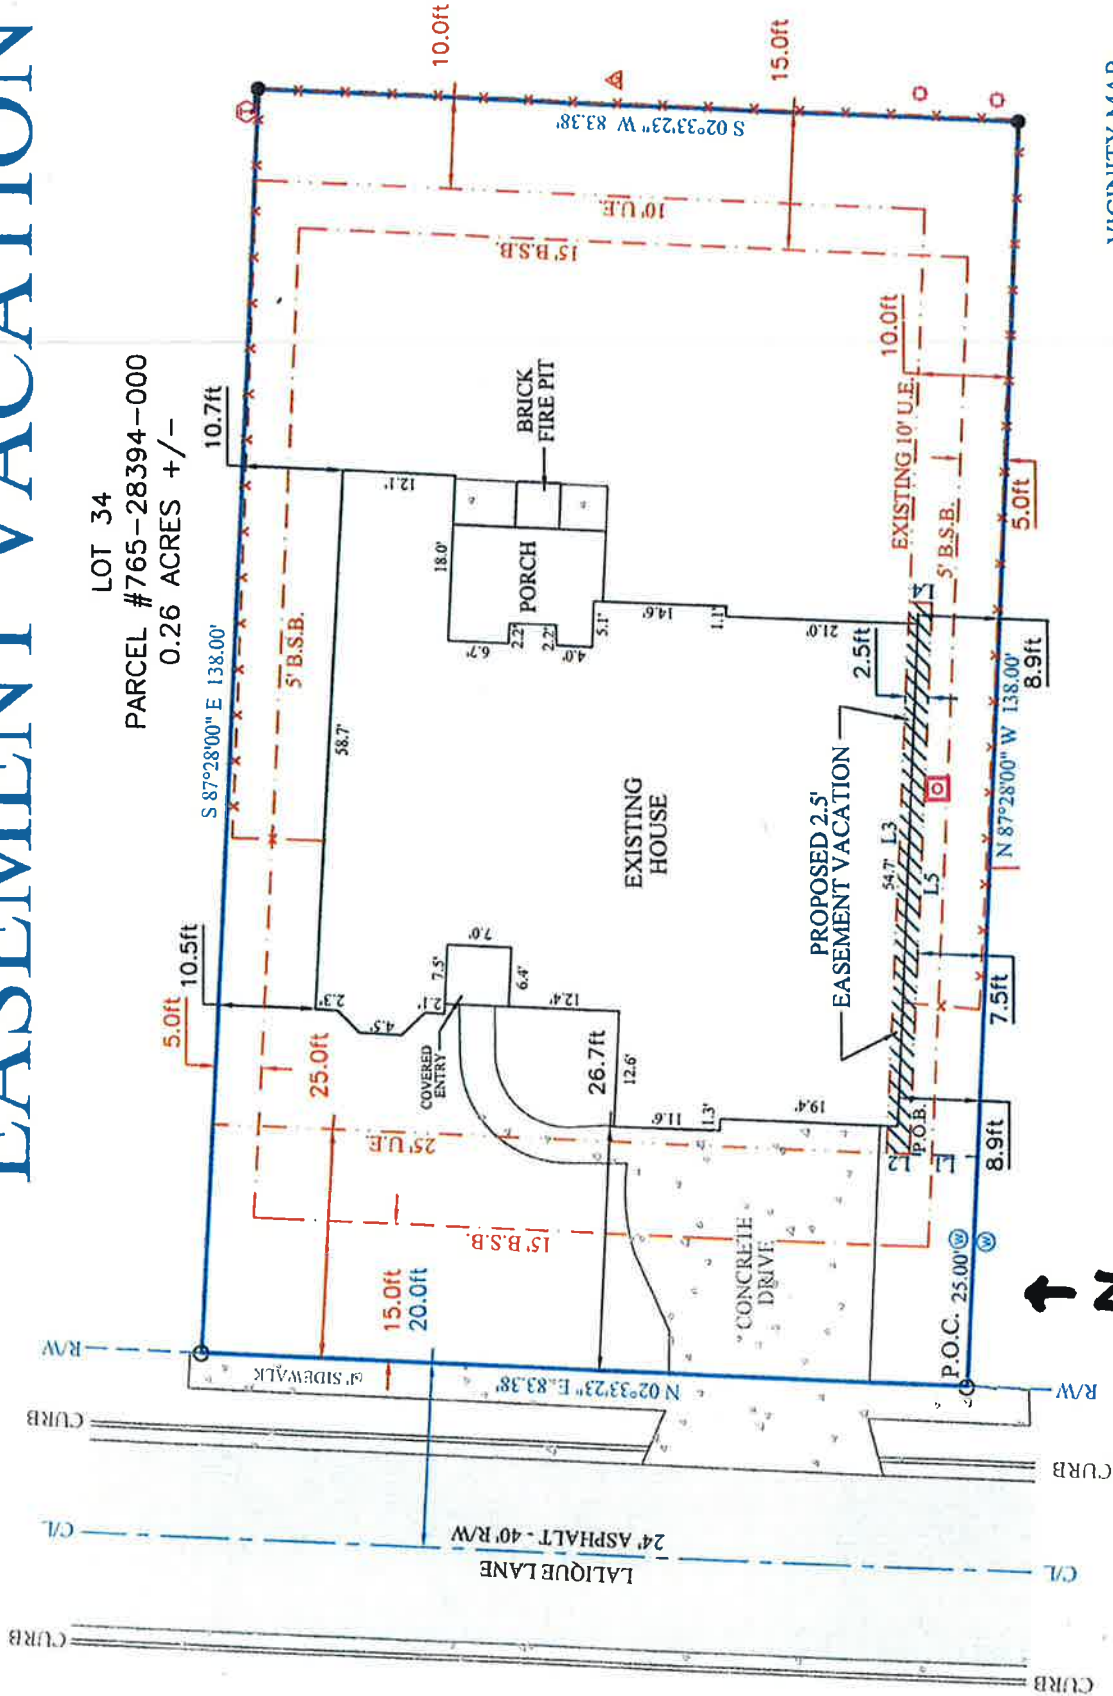 EASEMENT VACATION
LOT 34
PARCEL #765-28394-000
0.26 ACRES +/-
S 87°28'00" E 138.00'
10.7ft
10.5ft
5.0ft
5' B.S.B.
25.0ft
58.7'
12.1'
18.0'
10.0ft
S 02°33'23" W 83.38'
15.0ft
10' U.E.
15' B.S.B.
BRICK
FIRE PIT
PORCH
6.7'
2.2'
2.2'
4.0'
5.1'
14.6'
1.1'
21.0'
2.3'
4.5'
2.1'
7.5'
7.0'
6.4'
12.4'
COVERED
ENTRY
26.7ft
12.6'
11.6'
1.3'
19.4'
EXISTING
HOUSE
PROPOSED 2.5'
EASEMENT VACATION
2.5ft
EXISTING 10' U.E.
10.0ft
5' B.S.B.
5.0ft
L4
54.7'
L3
L5
L2
P.O.B.
L1
8.9ft
7.5ft
8.9ft
N 87°28'00" W 138.00'
25' U.E.
15' B.S.B.
15.0ft
20.0ft
CONCRETE
DRIVE
P.O.C.
25.00'
W
W
N
N 02°33'23" E 83.38'
SIDEWALK
R/W
R/W
CURB
CURB
C/L
C/L
24' ASPHALT - 40' R/W
LALIQUE LANE
CURB
CURB
VICINITY MAP